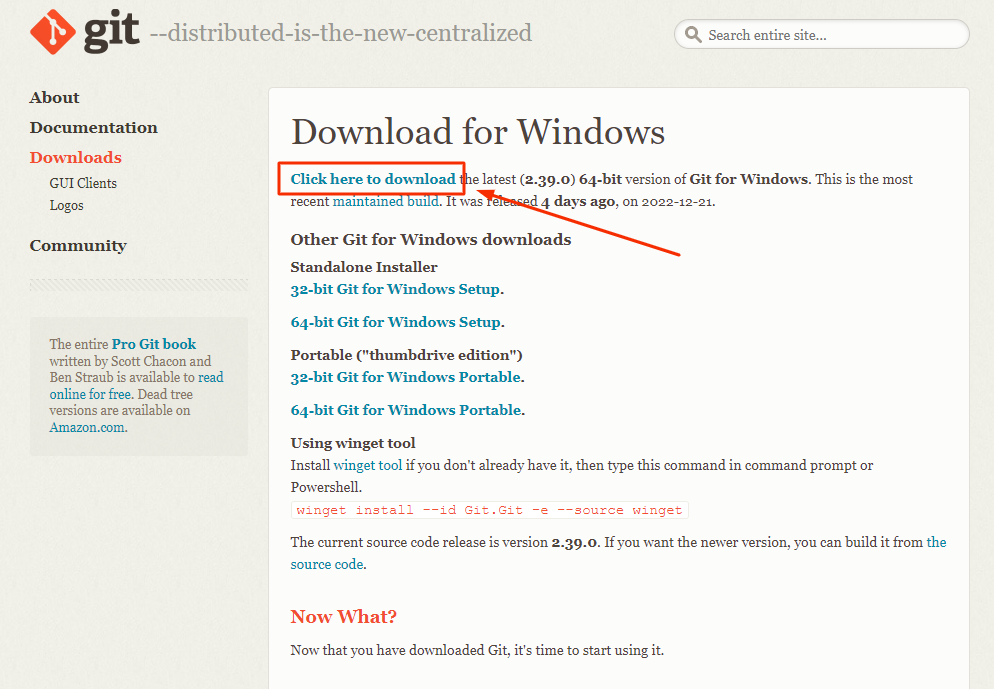 git --distributed-is-the-new-centralized
Search entire site...
About
Documentation
Downloads
GUI Clients
Logos
Community
The entire Pro Git book
written by Scott Chacon and
Ben Straub is available to read
online for free. Dead tree
versions are available on
Amazon.com.
Download for Windows
Click here to download the latest (2.39.0) 64-bit version of Git for Windows. This is the most
recent maintained build. It was released 4 days ago, on 2022-12-21.
Other Git for Windows downloads
Standalone Installer
32-bit Git for Windows Setup.
64-bit Git for Windows Setup.
Portable ("thumbdrive edition")
32-bit Git for Windows Portable.
64-bit Git for Windows Portable.
Using winget tool
Install winget tool if you don't already have it, then type this command in command prompt or
Powershell.
winget install --id Git.Git -e --source winget
The current source code release is version 2.39.0. If you want the newer version, you can build it from the
source code.
Now What?
Now that you have downloaded Git, it's time to start using it.